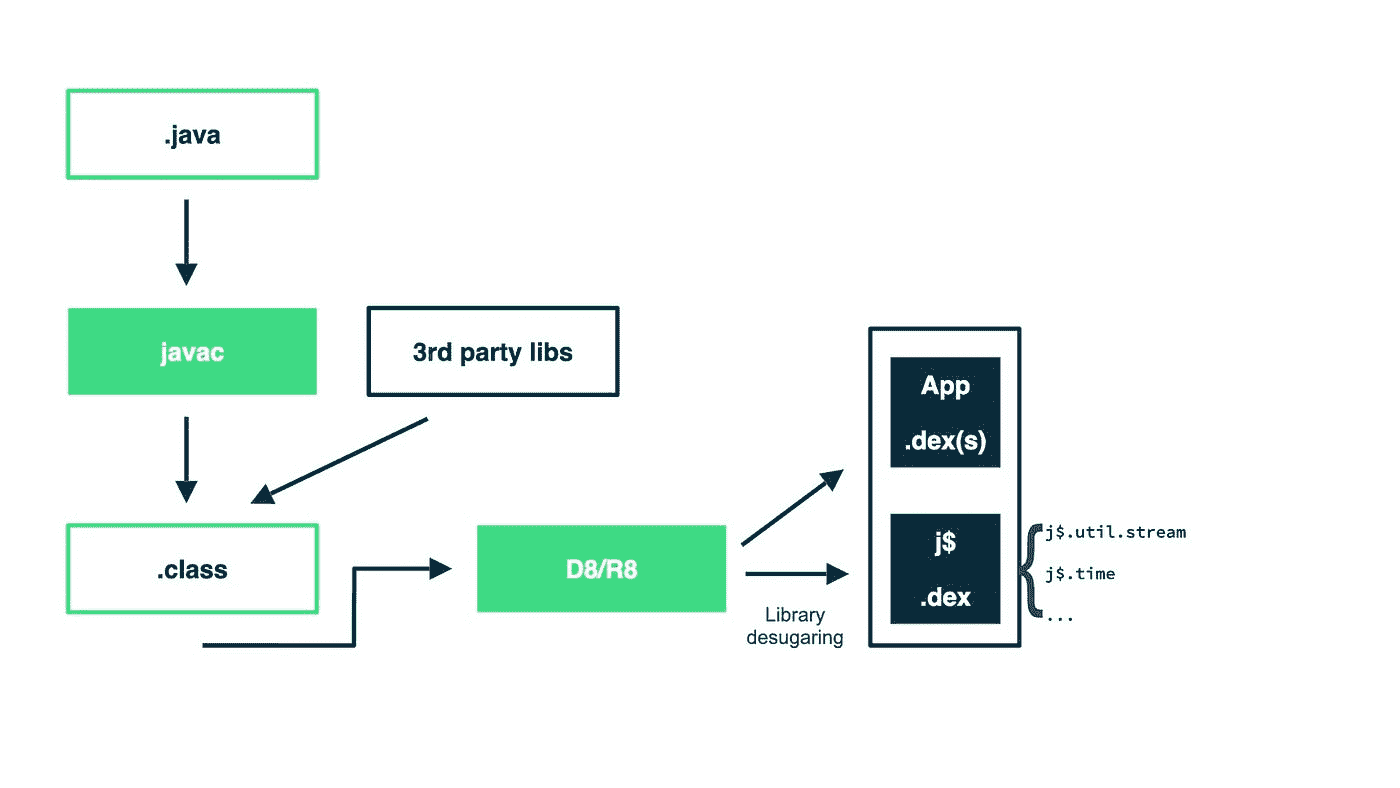 .java
javac
3rd party libs
.class
D8/R8
Library
desugaring
App
.dex(s)
j$
.dex
j$.util.stream
j$.time
...